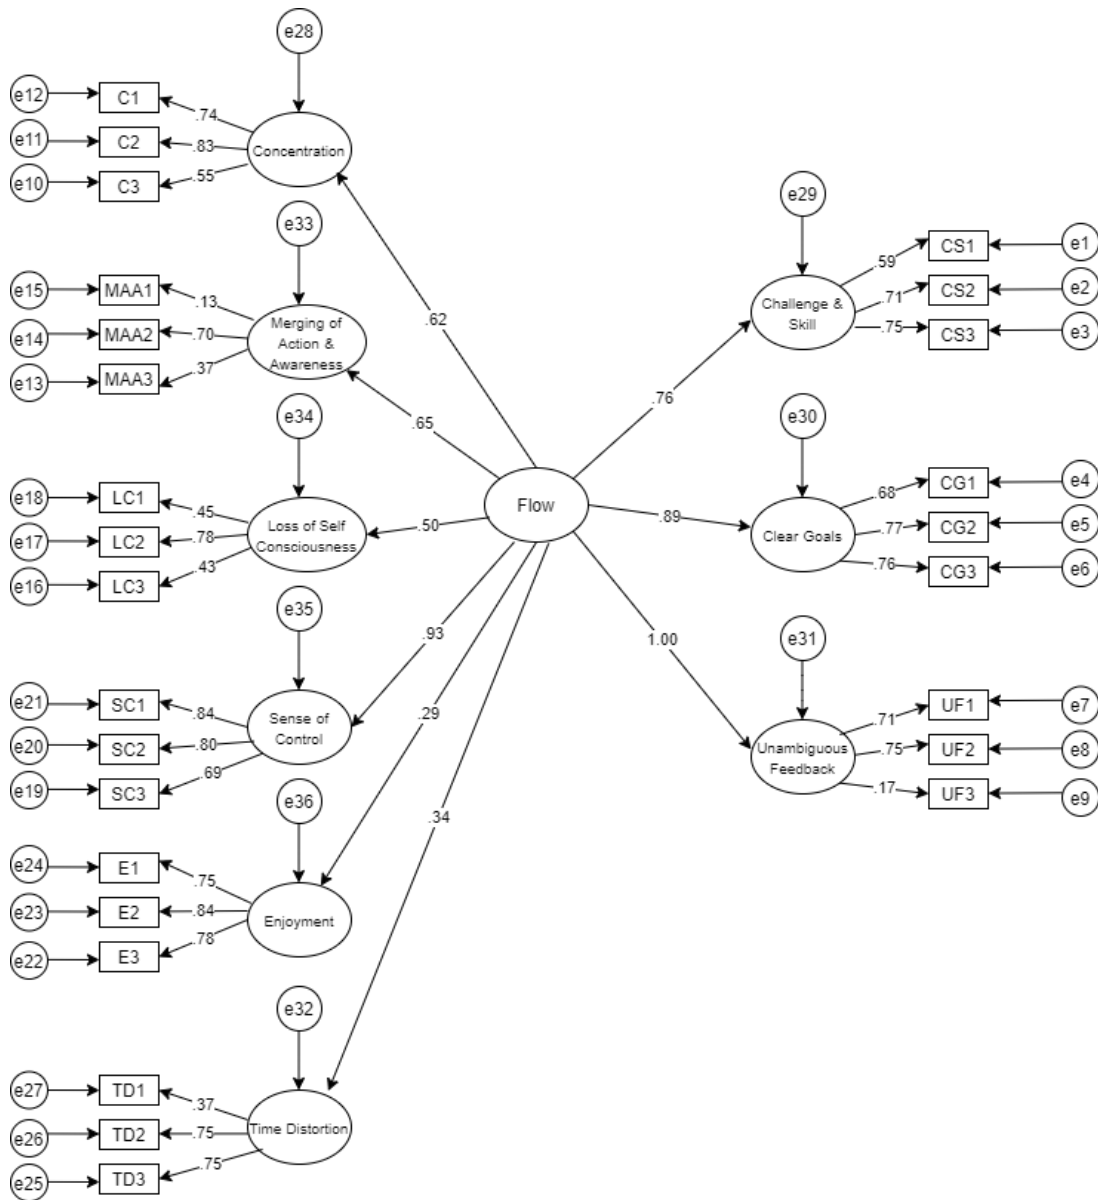 e28
e12
C1
.74
e11
C2
.83
Concentration
e10
C3
.55
e33
e15
MAA1
.13
e14
MAA2
.70
Merging of
Action &
Awareness
e13
MAA3
.37
e34
e18
LC1
.45
e17
LC2
.78
Loss of Self
Consciousness
e16
LC3
.43
e35
e21
SC1
.84
e20
SC2
.80
Sense of
Control
e19
SC3
.69
e36
e24
E1
.75
e23
E2
.84
Enjoyment
e22
E3
.78
e32
e27
TD1
.37
e26
TD2
.75
Time Distortion
e25
TD3
.75
.62
.65
.50
.93
.29
.34
Flow
.76
.89
1.00
e29
Challenge &
Skill
.59
CS1
e1
.71
CS2
e2
.75
CS3
e3
e30
Clear Goals
.68
CG1
e4
.77
CG2
e5
.76
CG3
e6
e31
Unambiguous
Feedback
.71
UF1
e7
.75
UF2
e8
.17
UF3
e9